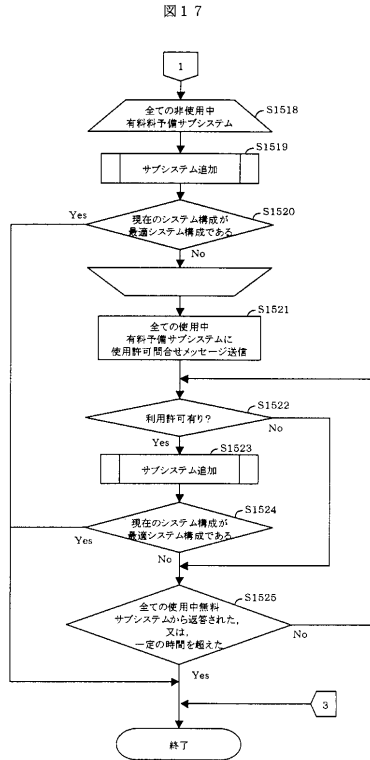 図１７
1
全ての非使用中
有料料予備サブシステム
S1518
S1519
サブシステム追加
Yes
現在のシステム構成が
最適システム構成である
S1520
No
S1521
全ての使用中
有料予備サブシステムに
使用許可問合せメッセージ送信
利用許可有り？
S1522
No
Yes
S1523
サブシステム追加
現在のシステム構成が
最適システム構成である
S1524
Yes
No
S1525
全ての使用中無料
サブシステムから返答された,
又は,
一定の時間を超えた
No
Yes
3
終了